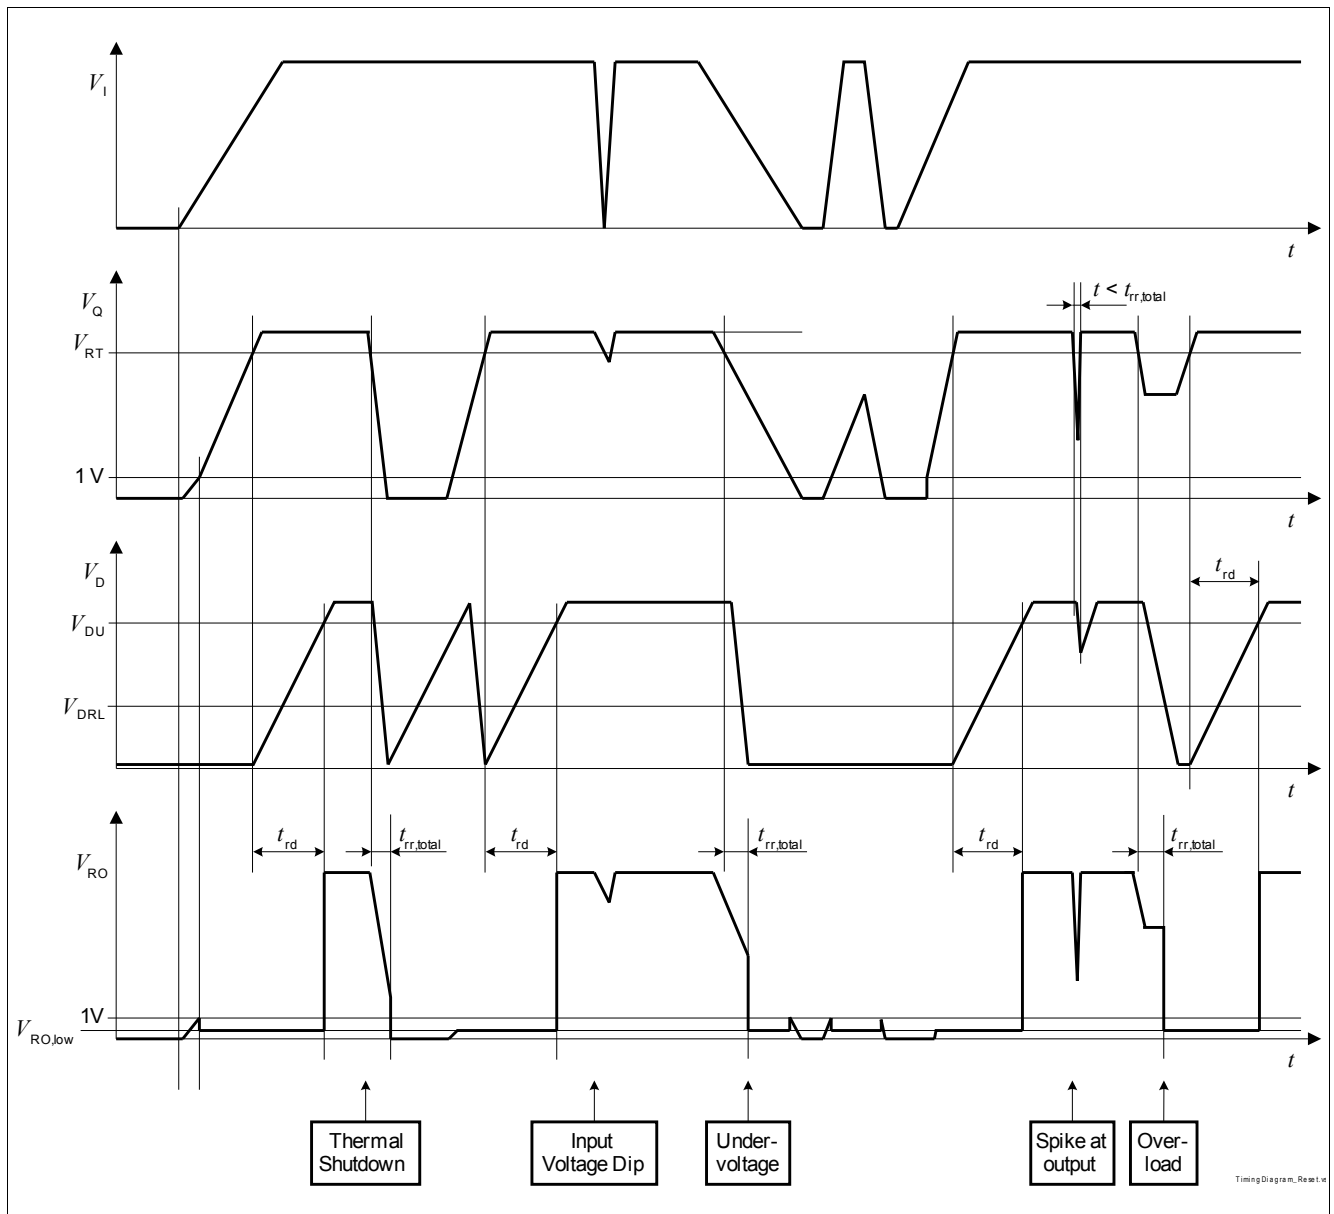 V_I
t
V_Q
t < t_rr,total
V_RT
1 V
t
V_D
t_rd
V_DU
V_DRL
t
t_rd
t_rr,total
t_rd
t_rr,total
t_rd
t_rr,total
V_RO
1V
V_RO,low
t
Thermal
Shutdown
Input
Voltage Dip
Under-
voltage
Spike at
output
Over-
load
TimingDiagram_Reset.vs